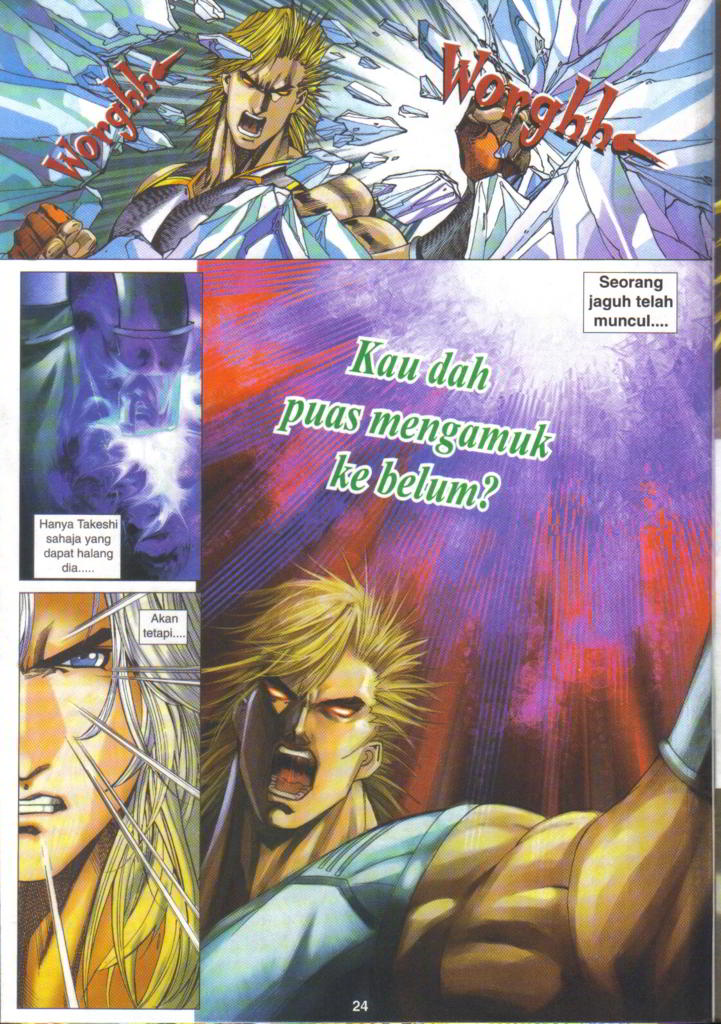 Worghh
Worghh
Hanya Takeshi
sahaja yang
dapat halang
dia.....
Akan
tetapi....
Seorang
jaguh telah
muncul....
Kau dah
puas mengamuk
ke belum?
24